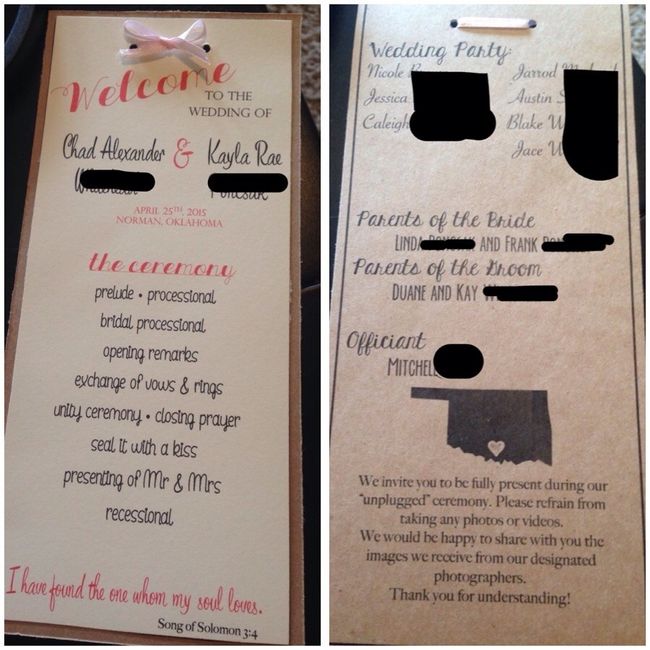 Welcome
TO THE
WEDDING OF
Chad Alexander & Kayla Rae
APRIL 25TH, 2015
NORMAN, OKLAHOMA
the ceremony
prelude • processional
bridal processional
opening remarks
exchange of vows & rings
unity ceremony • closing prayer
seal it with a kiss
presenting of Mr & Mrs
recessional
I have found the one whom my soul loves.
Song of Solomon 3:4
Wedding Party:
Nicole Jarrod
Jessica Austin S
Caleigh Blake W
Jace W
Parents of the Bride
LINDA AND FRANK
Parents of the Groom
DUANE AND KAY
Officiant
MITCHELL
We invite you to be fully present during our
"unplugged" ceremony. Please refrain from
taking any photos or videos.
We would be happy to share with you the
images we receive from our designated
photographers.
Thank you for understanding!